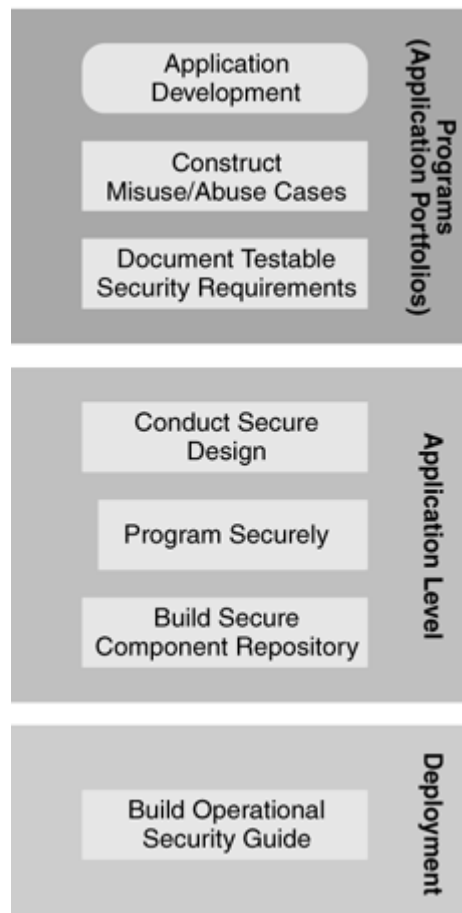 Application
Development
Construct
Misuse/Abuse Cases
Document Testable
Security Requirements
Programs
(Application Portfolios)
Conduct Secure
Design
Program Securely
Build Secure
Component Repository
Application Level
Build Operational
Security Guide
Deployment